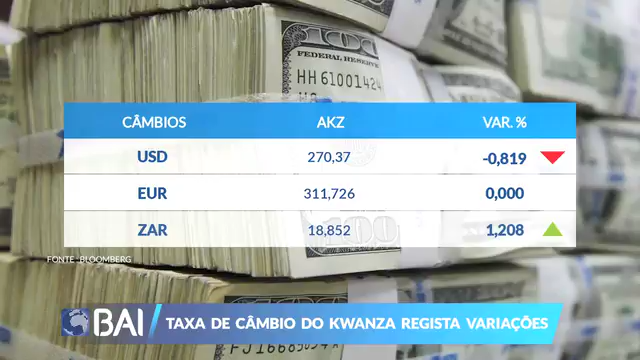 100
FEDERAL RESERVE
HH 61001424
CÂMBIOS AKZ VAR. %
USD 270,37 -0,819
EUR 311,726 0,000
ZAR 18,852 1,208
FONTE: BLOOMBERG
BAI TAXA DE CÂMBIO DO KWANZA REGISTA VARIAÇÕES